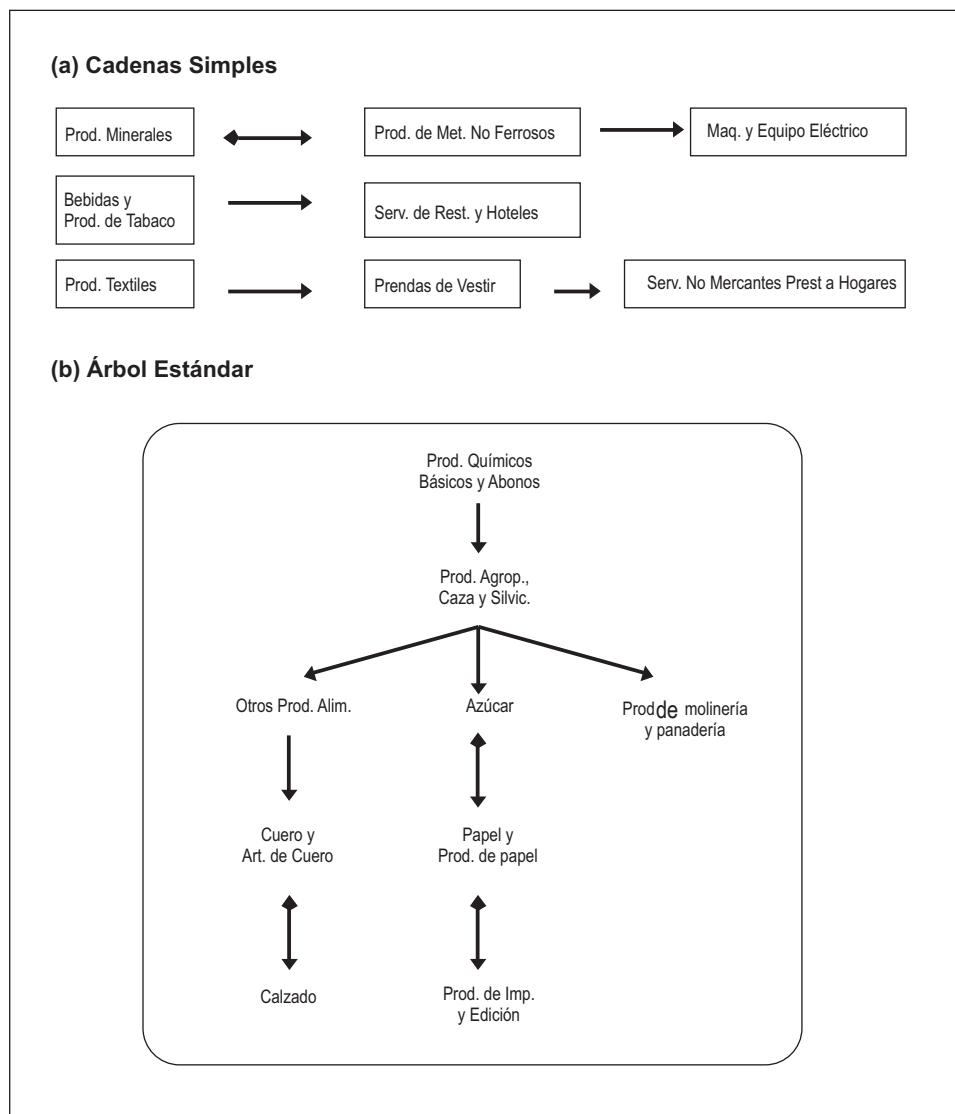 (a) Cadenas Simples
Prod. Minerales
Prod. de Met. No Ferrosos
Maq. y Equipo Eléctrico
Bebidas y
Prod. de Tabaco
Serv. de Rest. y Hoteles
Prod. Textiles
Prendas de Vestir
Serv. No Mercantes Prest a Hogares
(b) Árbol Estándar
Prod. Químicos
Básicos y Abonos
Prod. Agrop.,
Caza y Silvic.
Otros Prod. Alim.
Azúcar
Prod de molinería
y panadería
Cuero y
Art. de Cuero
Papel y
Prod. de papel
Calzado
Prod. de Imp.
y Edición